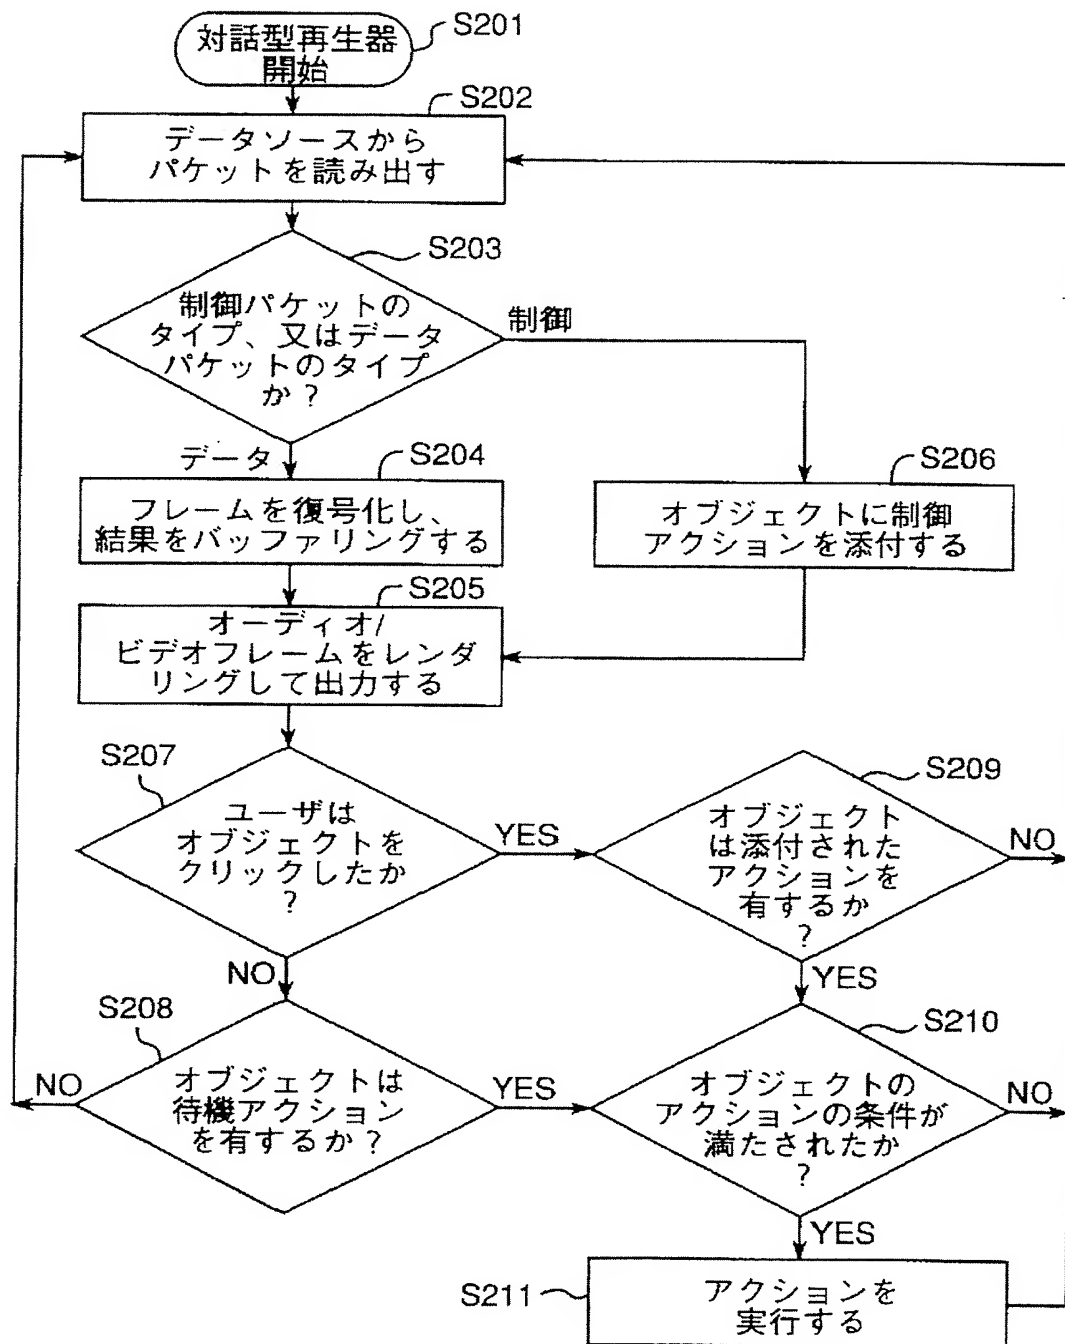 対話型再生器
開始
S201
S202
データソースから
パケットを読み出す
S203
制御パケットの
タイプ、又はデータ
パケットのタイプ
か？
制御
データ
S204
フレームを復号化し、
結果をバッファリングする
S206
オブジェクトに制御
アクションを添付する
S205
オーディオ/
ビデオフレームをレンダ
リングして出力する
S207
ユーザは
オブジェクトを
クリックしたか
？
YES
S209
オブジェクト
は添付された
アクションを
有するか
？
NO
NO
YES
S208
オブジェクトは
待機アクション
を有するか？
NO
YES
S210
オブジェクトの
アクションの条件が
満たされたか
？
NO
YES
S211
アクションを
実行する